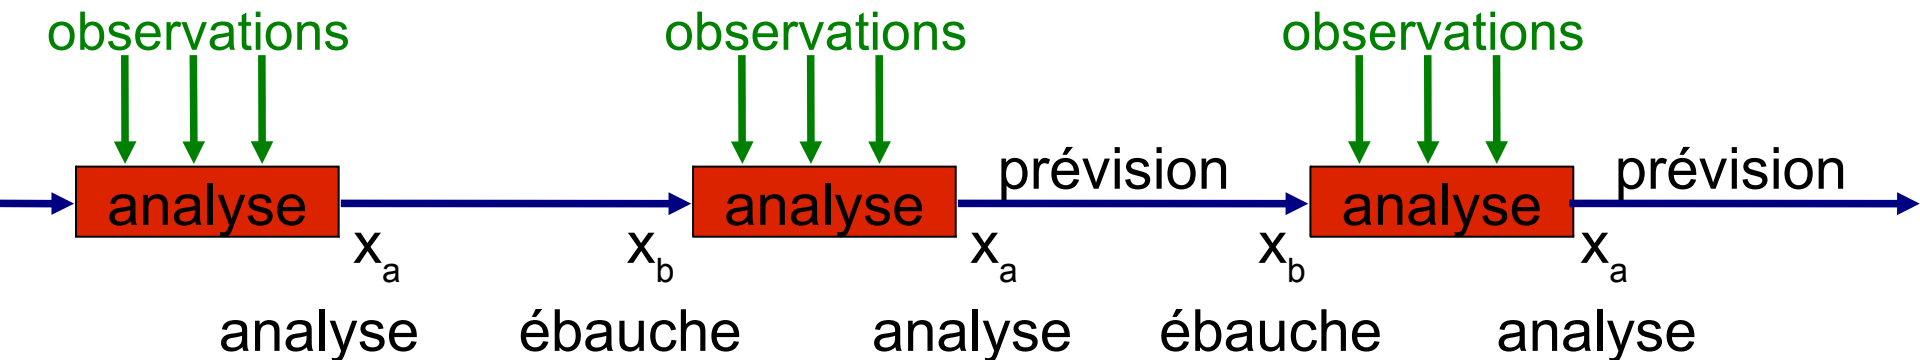 observations observations observations
prévision prévision
analyse analyse analyse
xa xb xa xb xa
analyse ébauche analyse ébauche analyse